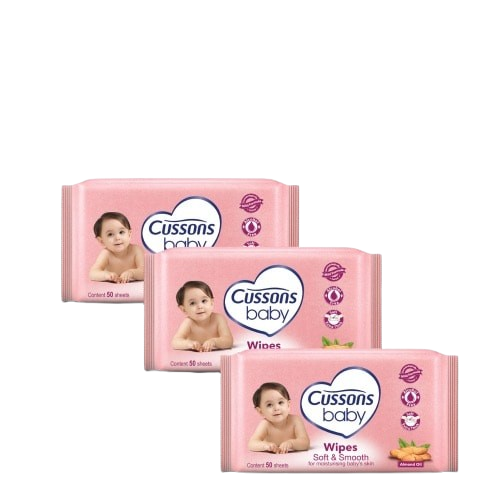 Cussons
baby
Content 50 sheets
Cussons
baby
Wipes
Content 50 sheets
Cussons
baby
Wipes
Soft & Smooth
for moisturising baby's skin
Content 50 sheets
Almond Oil